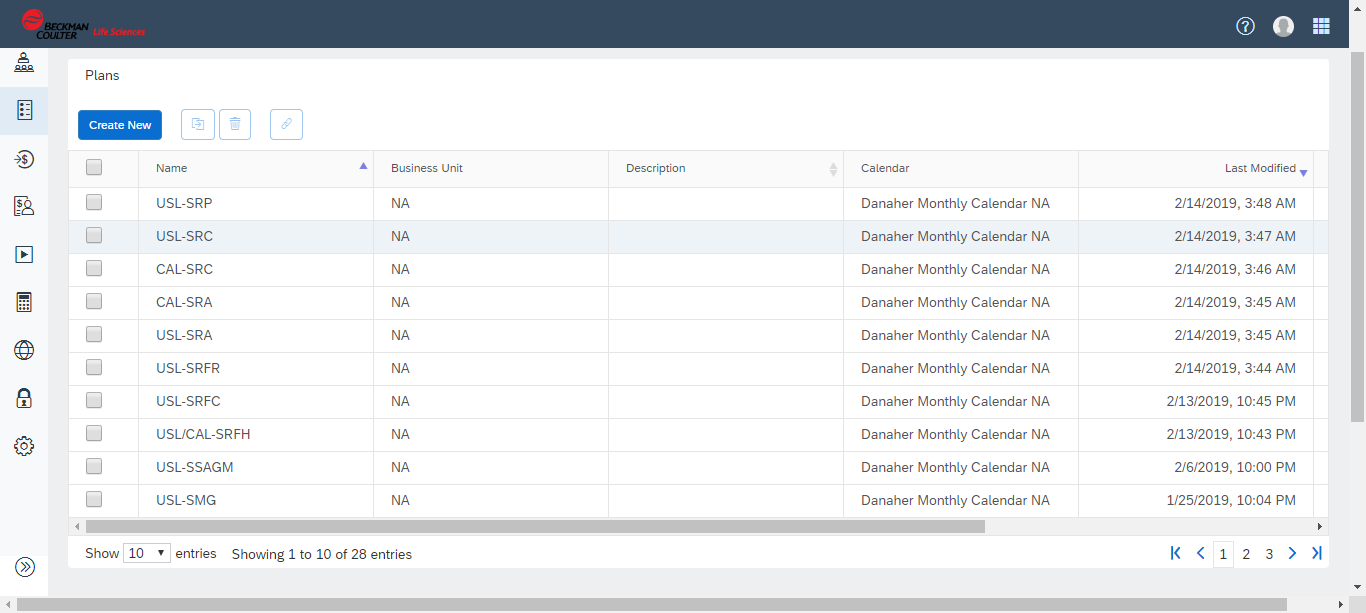 BECKMAN
COULTER Life Sciences
Plans
Create New
Name Business Unit Description Calendar Last Modified
USL-SRP NA Danaher Monthly Calendar NA 2/14/2019, 3:48 AM
USL-SRC NA Danaher Monthly Calendar NA 2/14/2019, 3:47 AM
CAL-SRC NA Danaher Monthly Calendar NA 2/14/2019, 3:46 AM
CAL-SRA NA Danaher Monthly Calendar NA 2/14/2019, 3:45 AM
USL-SRA NA Danaher Monthly Calendar NA 2/14/2019, 3:45 AM
USL-SRFR NA Danaher Monthly Calendar NA 2/14/2019, 3:44 AM
USL-SRFC NA Danaher Monthly Calendar NA 2/13/2019, 10:45 PM
USL/CAL-SRFH NA Danaher Monthly Calendar NA 2/13/2019, 10:43 PM
USL-SSAGM NA Danaher Monthly Calendar NA 2/6/2019, 10:00 PM
USL-SMG NA Danaher Monthly Calendar NA 1/25/2019, 10:04 PM
Show 10 entries Showing 1 to 10 of 28 entries 1 2 3